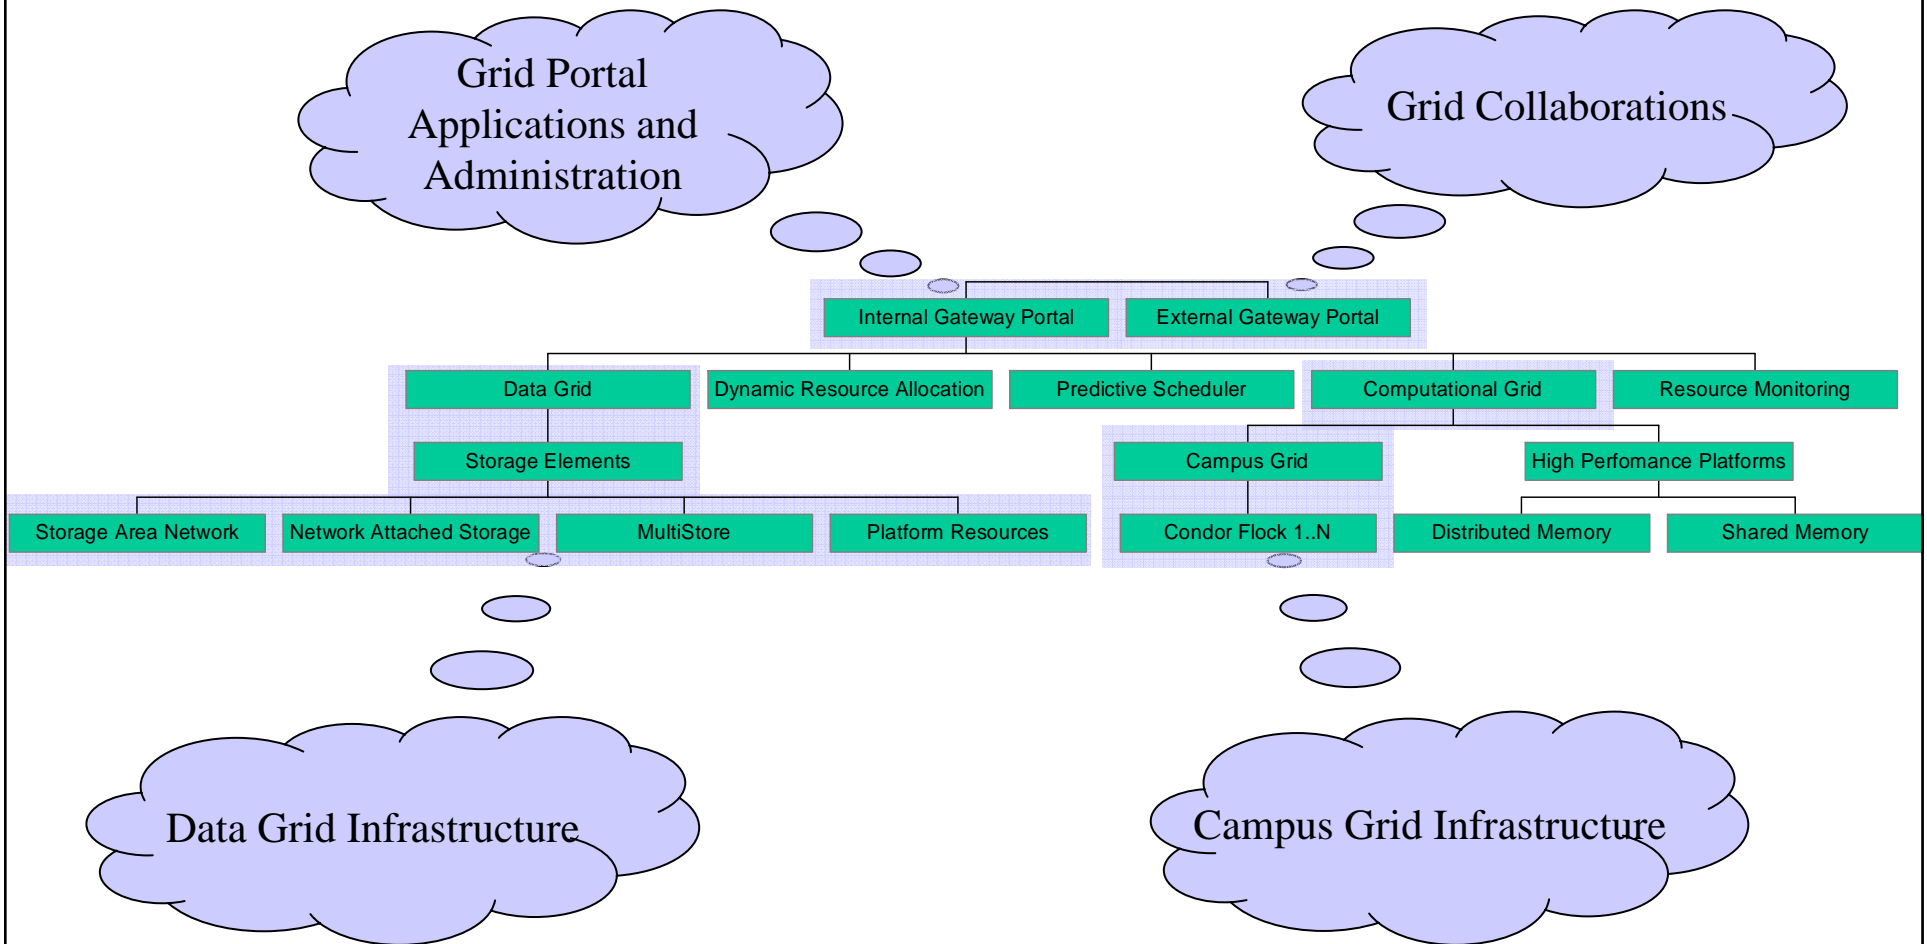 Grid Portal
Applications and
Administration
Grid Collaborations
Internal Gateway Portal
External Gateway Portal
Data Grid
Dynamic Resource Allocation
Predictive Scheduler
Computational Grid
Resource Monitoring
Storage Elements
Campus Grid
High Perfomance Platforms
Storage Area Network
Network Attached Storage
MultiStore
Platform Resources
Condor Flock 1..N
Distributed Memory
Shared Memory
Data Grid Infrastructure
Campus Grid Infrastructure